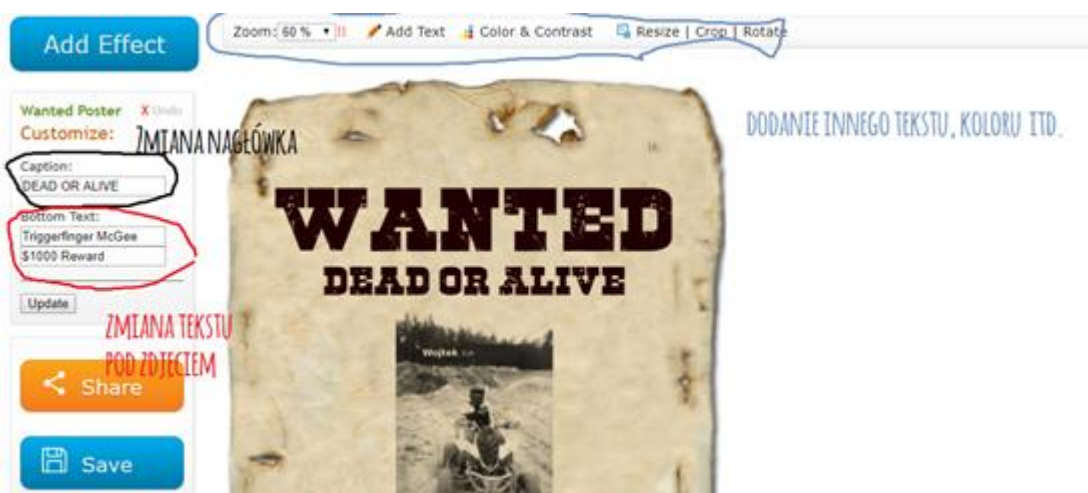 Add Effect
Zoom: 60 % Add Text Color & Contrast Resize | Crop | Rotate
Wanted Poster X Undo
Customize:
ZMIANA NAGŁÓWKA
Caption:
DEAD OR ALIVE
Bottom Text:
Triggerfinger McGee
$1000 Reward
Update
ZMIANA TEKSTU
POD ZDJĘCIEM
Share
Save
WANTED
DEAD OR ALIVE
Wojtek
DODANIE INNEGO TEKSTU, KOLORU ITD.